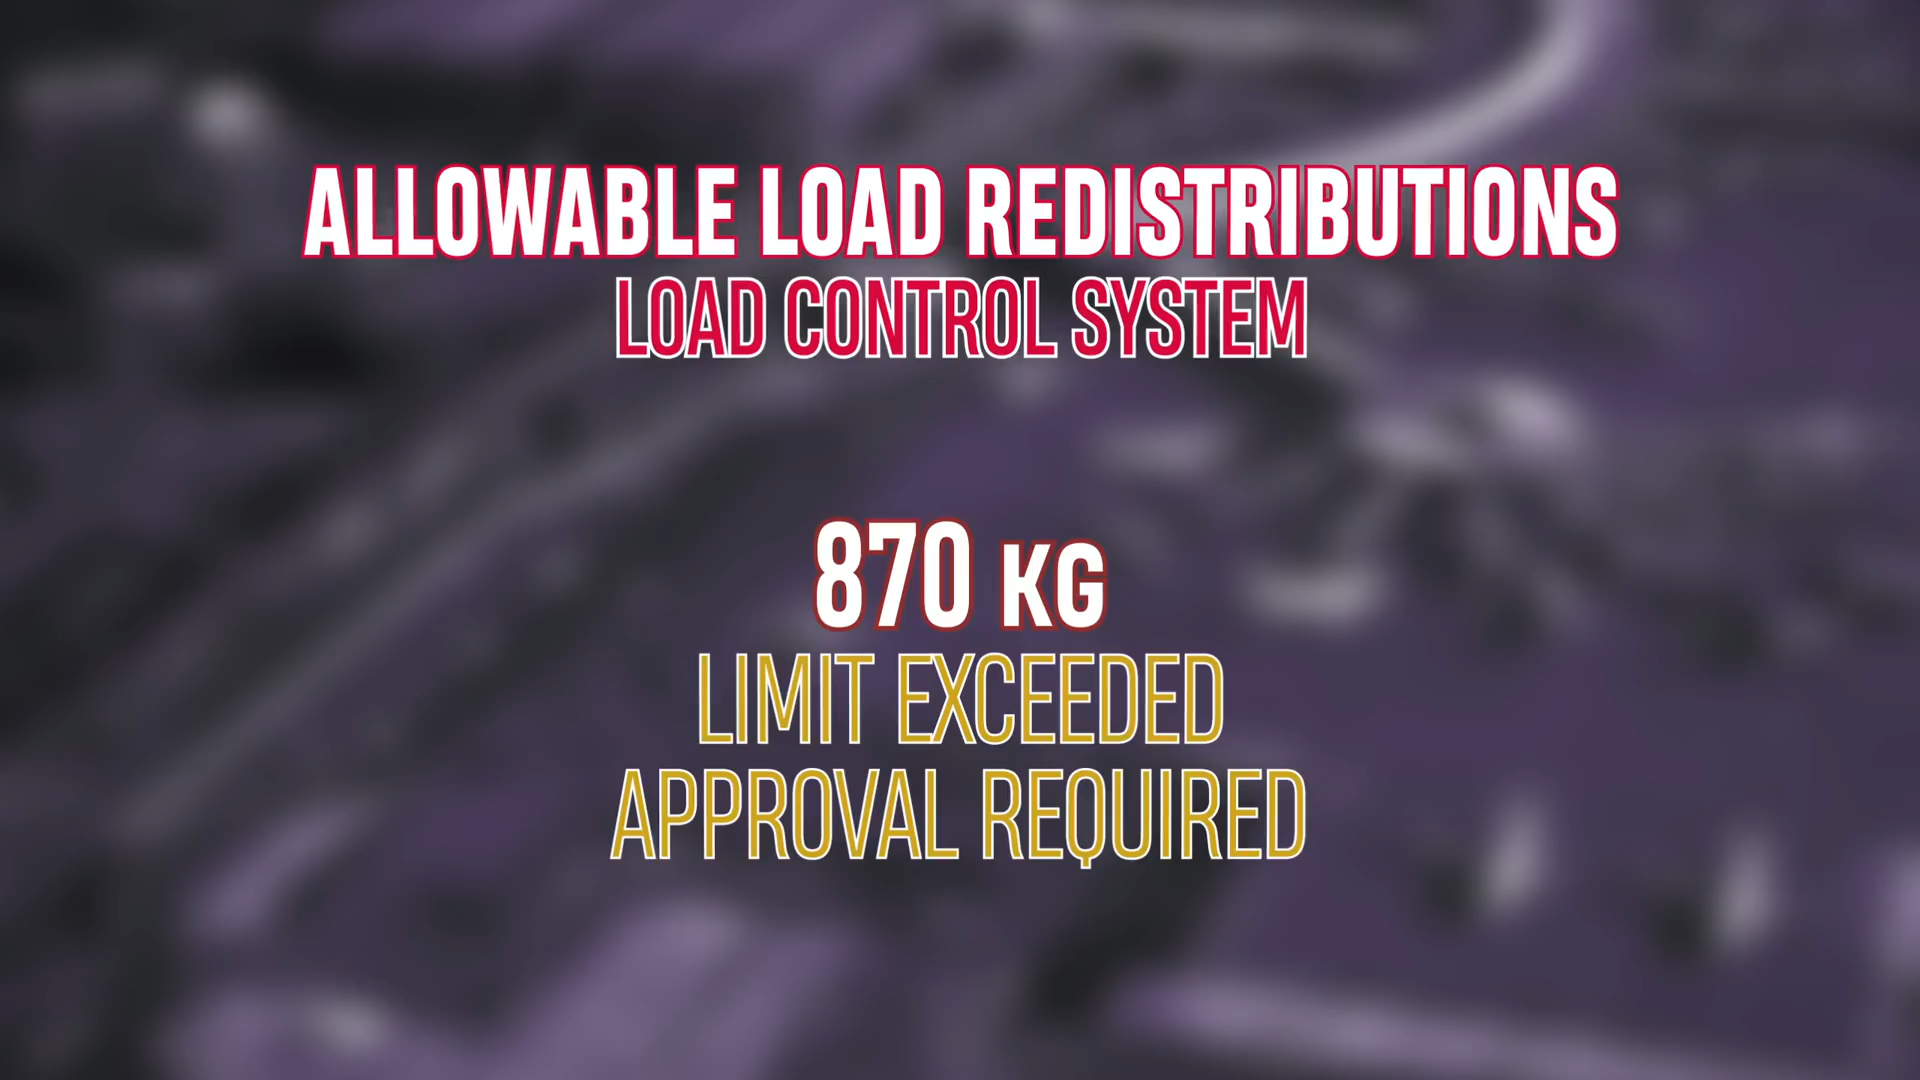 ALLOWABLE LOAD REDISTRIBUTIONS
LOAD CONTROL SYSTEM
870 KG
LIMIT EXCEEDED
APPROVAL REQUIRED